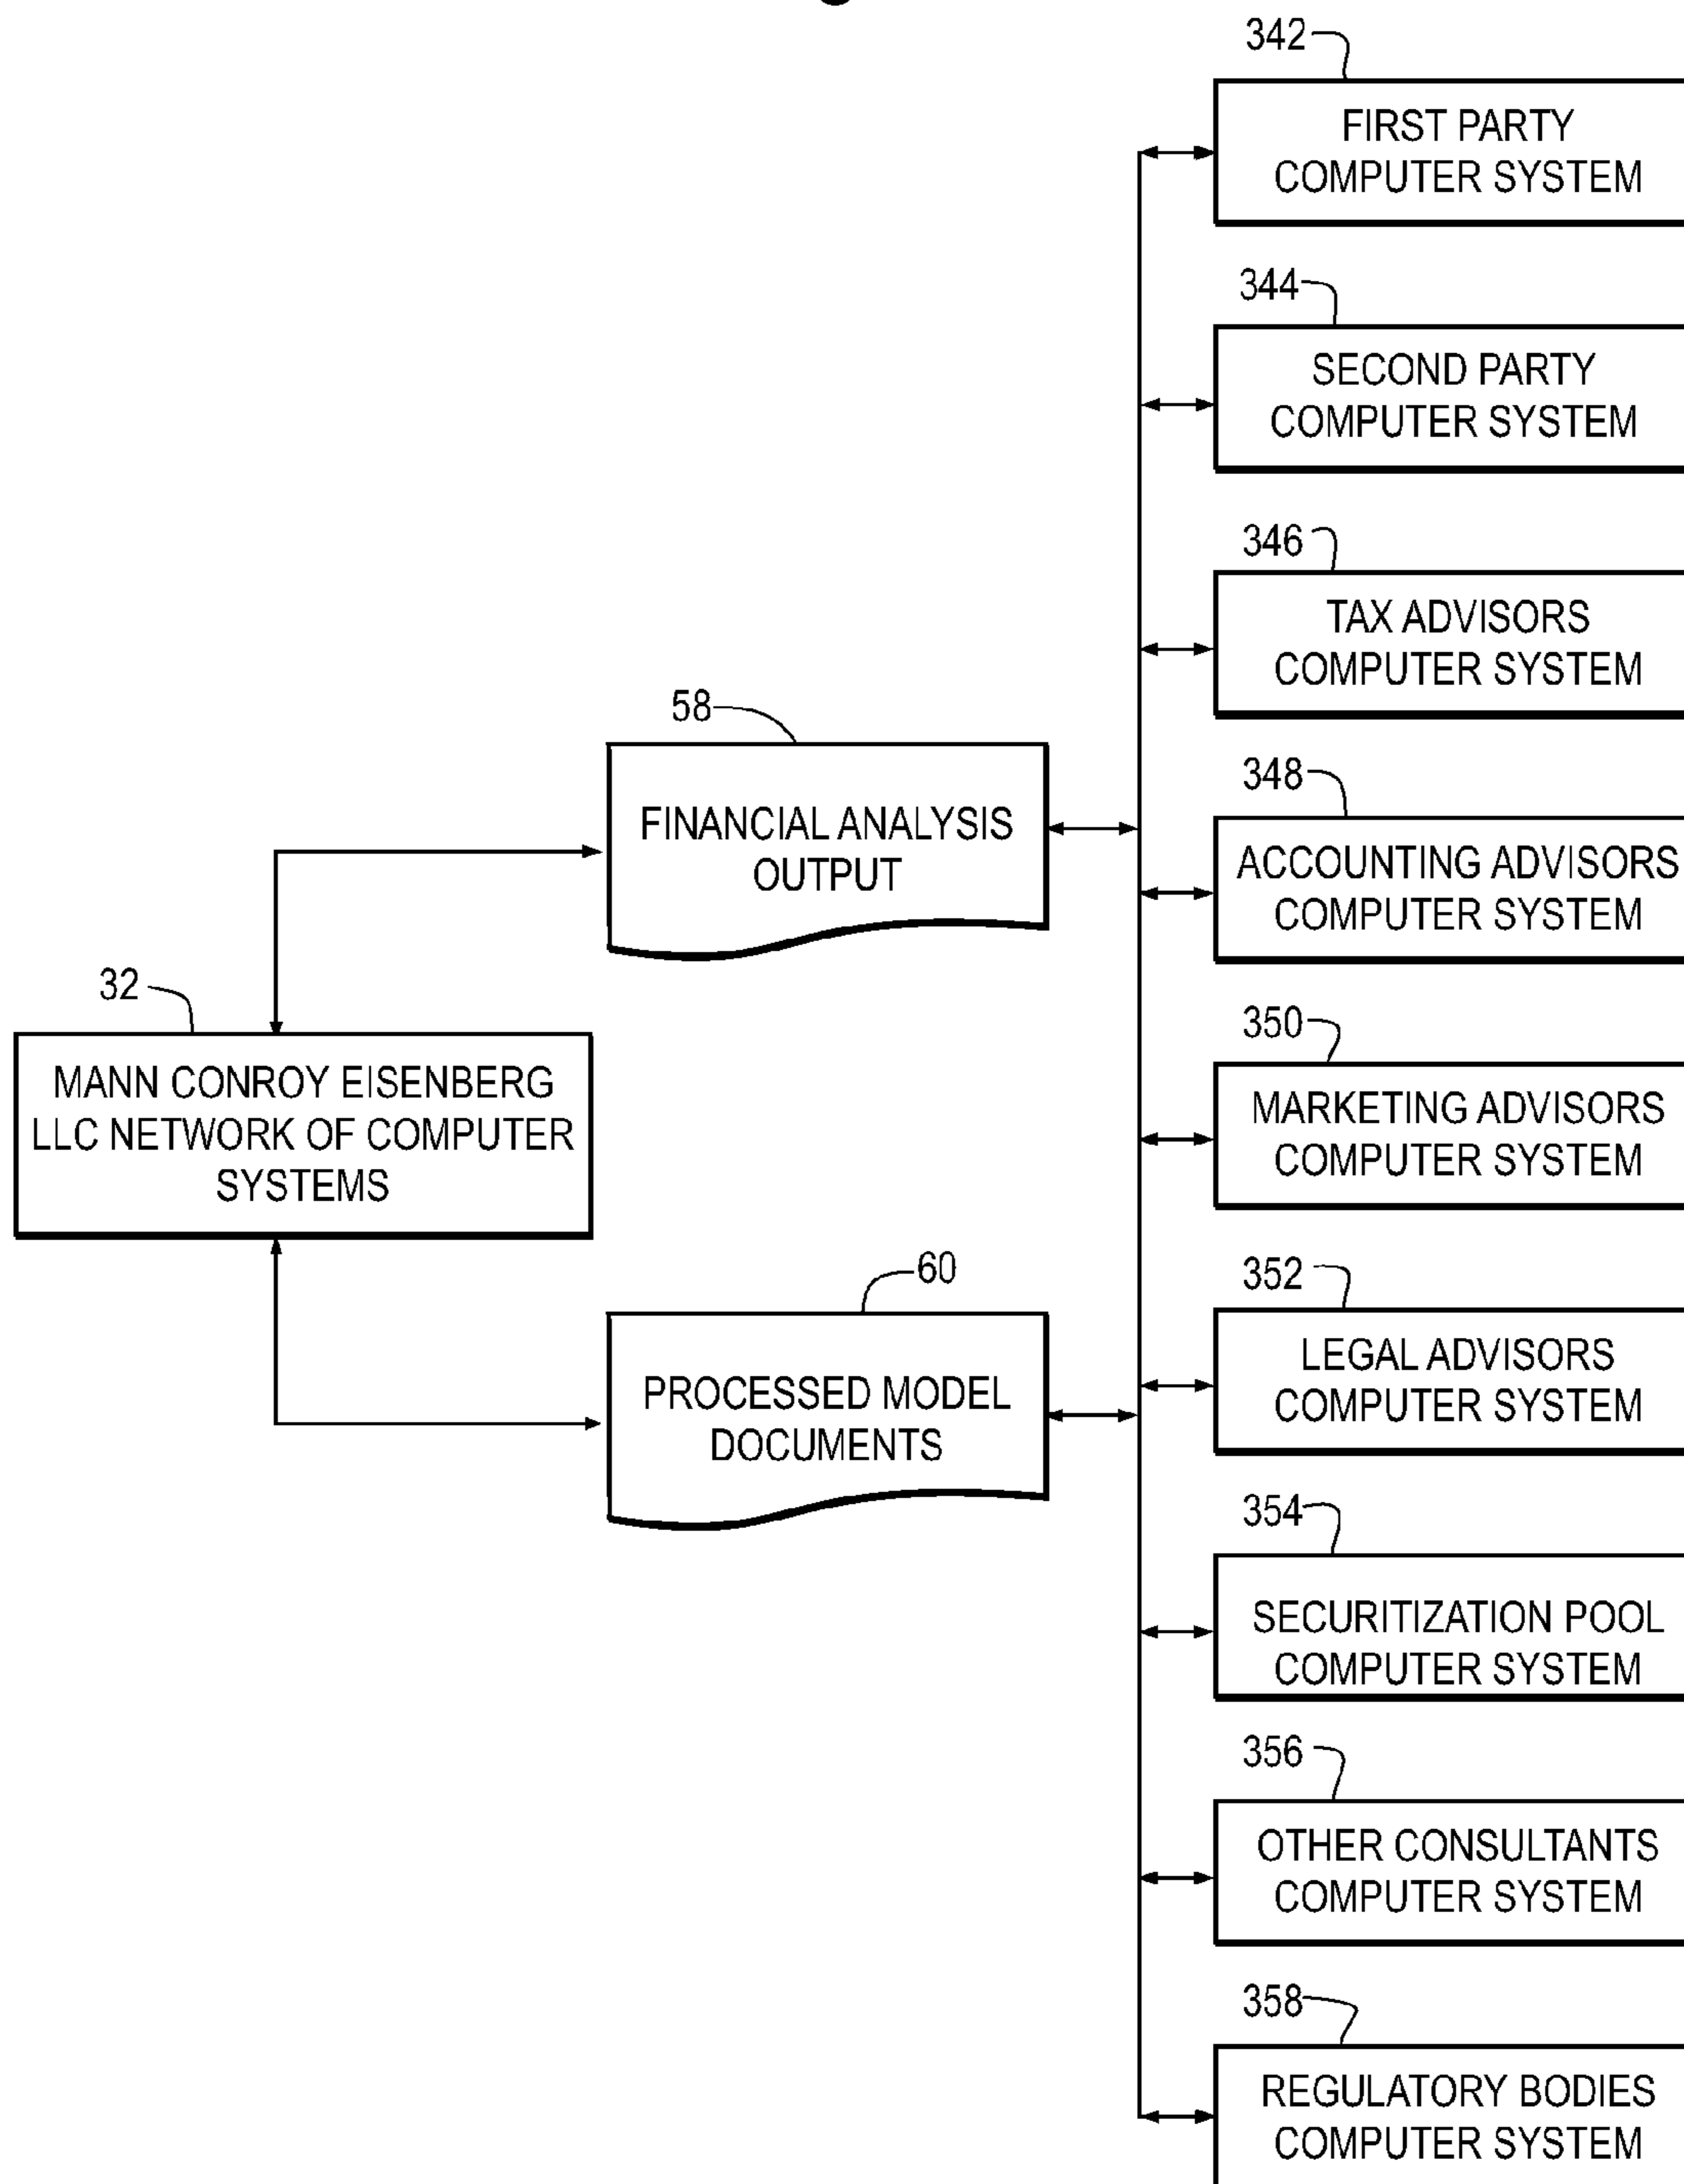 342
FIRST PARTY
COMPUTER SYSTEM
344
SECOND PARTY
COMPUTER SYSTEM
346
TAX ADVISORS
COMPUTER SYSTEM
58
FINANCIAL ANALYSIS
OUTPUT
348
ACCOUNTING ADVISORS
COMPUTER SYSTEM
32
MANN CONROY EISENBERG
LLC NETWORK OF COMPUTER
SYSTEMS
350
MARKETING ADVISORS
COMPUTER SYSTEM
60
PROCESSED MODEL
DOCUMENTS
352
LEGAL ADVISORS
COMPUTER SYSTEM
354
SECURITIZATION POOL
COMPUTER SYSTEM
356
OTHER CONSULTANTS
COMPUTER SYSTEM
358
REGULATORY BODIES
COMPUTER SYSTEM